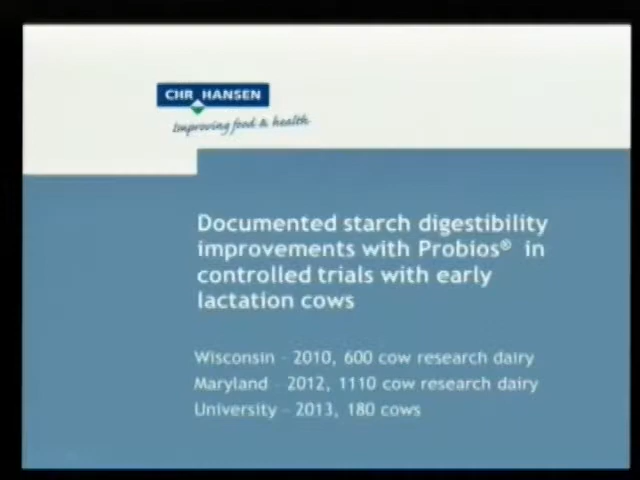 CHR HANSEN
Improving food & health
Documented starch digestibility
improvements with Probios® in
controlled trials with early
lactation cows
Wisconsin – 2010, 600 cow research dairy
Maryland – 2012, 1110 cow research dairy
University – 2013, 180 cows